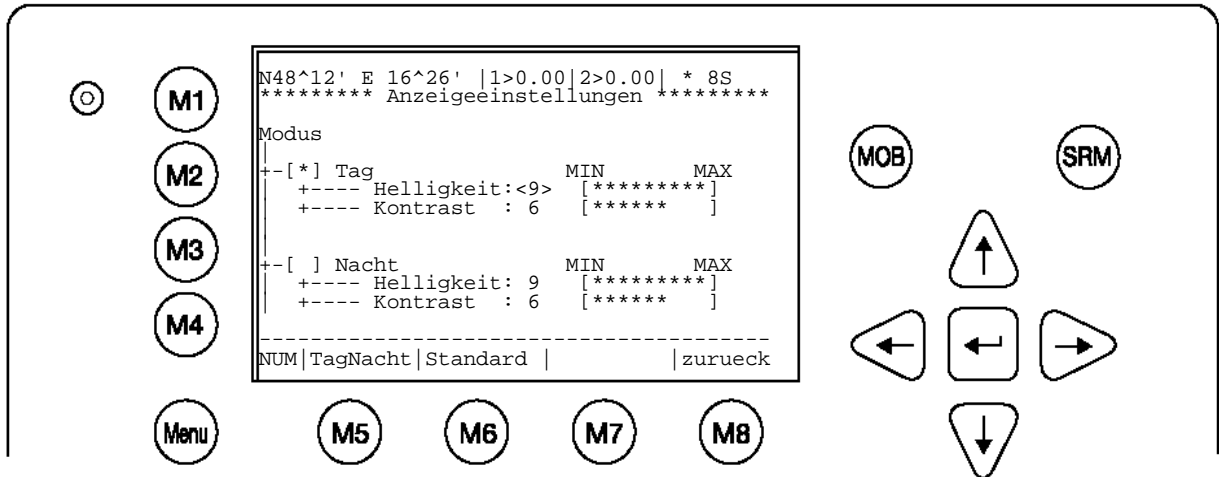 N48^12' E 16^26' |1>0.00|2>0.00| * 8S
********* Anzeigeeinstellungen *********
Modus
|
+-[*] Tag MIN MAX
| +---- Helligkeit:<9> [*********]
| +---- Kontrast : 6 [****** ]
|
|
+-[ ] Nacht MIN MAX
| +---- Helligkeit: 9 [*********]
| +---- Kontrast : 6 [****** ]
----------------------------------------
NUM|TagNacht|Standard | |zurueck
M1
M2
M3
M4
Menu
M5
M6
M7
M8
MOB
SRM